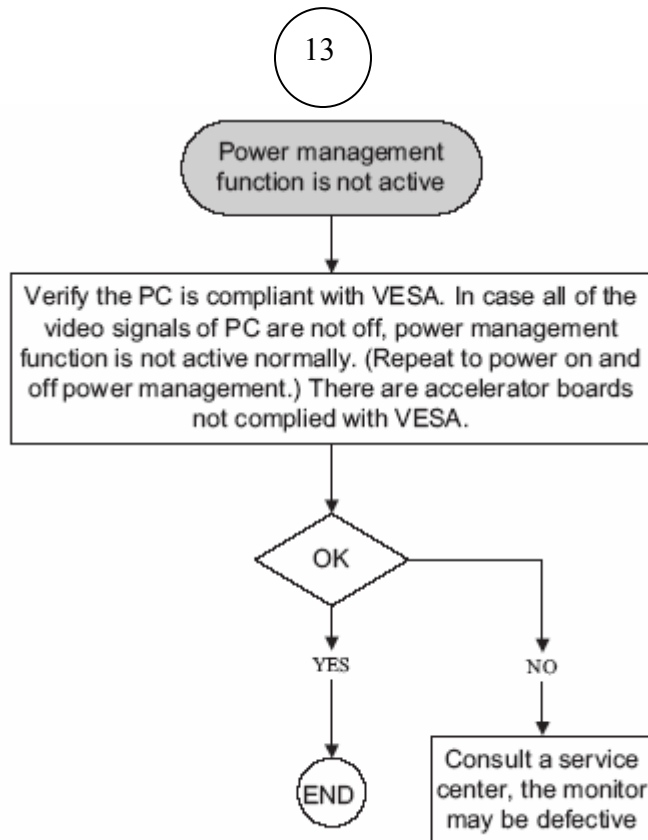 13
Power management
function is not active
Verify the PC is compliant with VESA. In case all of the
video signals of PC are not off, power management
function is not active normally. (Repeat to power on and
off power management.) There are accelerator boards
not complied with VESA.
OK
YES
NO
END
Consult a service
center, the monitor
may be defective